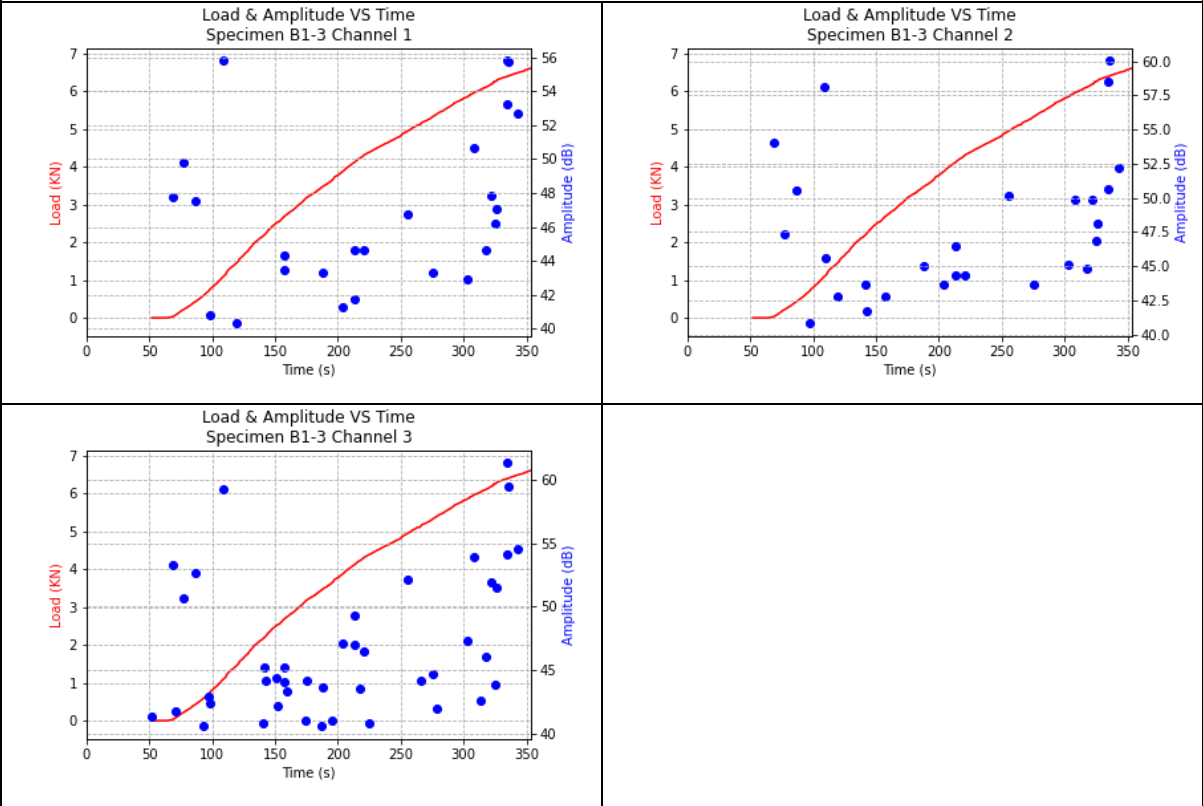 Load & Amplitude VS Time
Specimen B1-3 Channel 1
7
6
5
4
3
2
1
0
Load (KN)
56
54
52
50
48
46
44
42
40
Amplitude (dB)
0 50 100 150 200 250 300 350
Time (s)
Load & Amplitude VS Time
Specimen B1-3 Channel 2
7
6
5
4
3
2
1
0
Load (KN)
60.0
57.5
55.0
52.5
50.0
47.5
45.0
42.5
40.0
Amplitude (dB)
0 50 100 150 200 250 300 350
Time (s)
Load & Amplitude VS Time
Specimen B1-3 Channel 3
7
6
5
4
3
2
1
0
Load (KN)
60
55
50
45
40
Amplitude (dB)
0 50 100 150 200 250 300 350
Time (s)